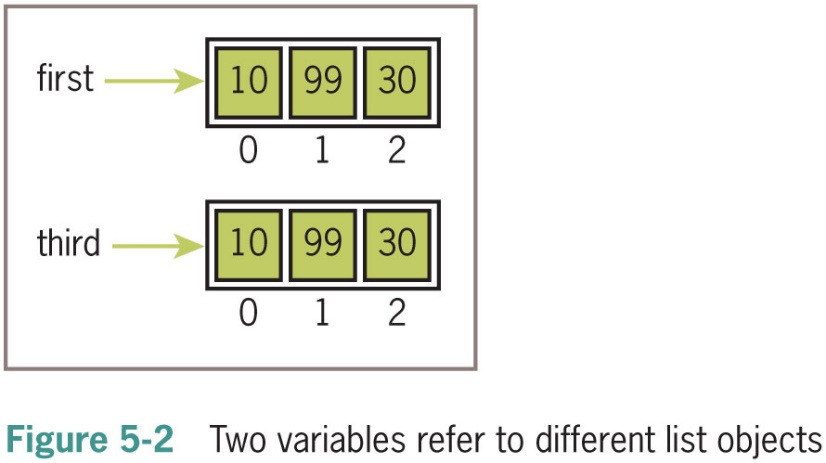 first 10 99 30
0 1 2
third 10 99 30
0 1 2
Figure 5-2 Two variables refer to different list objects